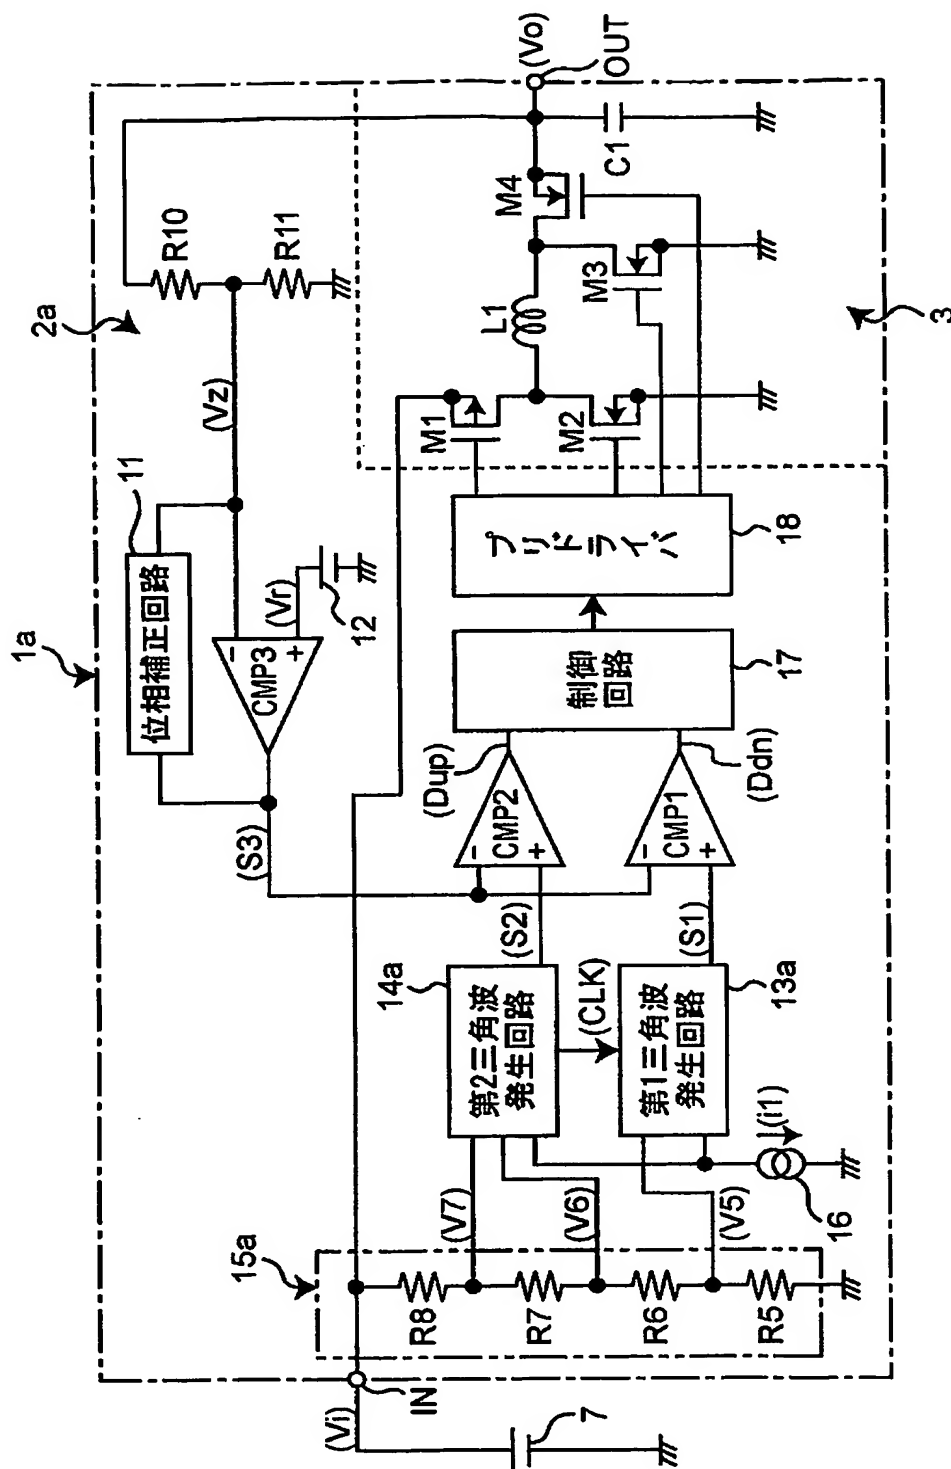 1a
2a
3
(Vi)
7
IN
15a
R8
R7
R6
R5
(V7)
(V6)
(V5)
16
(i1)
14a
第2三角波
発生回路
(CLK)
第1三角波
発生回路
13a
(S2)
(S1)
(S3)
CMP2
-
+
(Dup)
CMP1
-
+
(Ddn)
位相補正回路
11
CMP3
-
+
(Vr)
12
(Vz)
R10
R11
制御
回路
17
プリドライバ
18
M1
M2
L1
M3
M4
C1
(Vo)
OUT